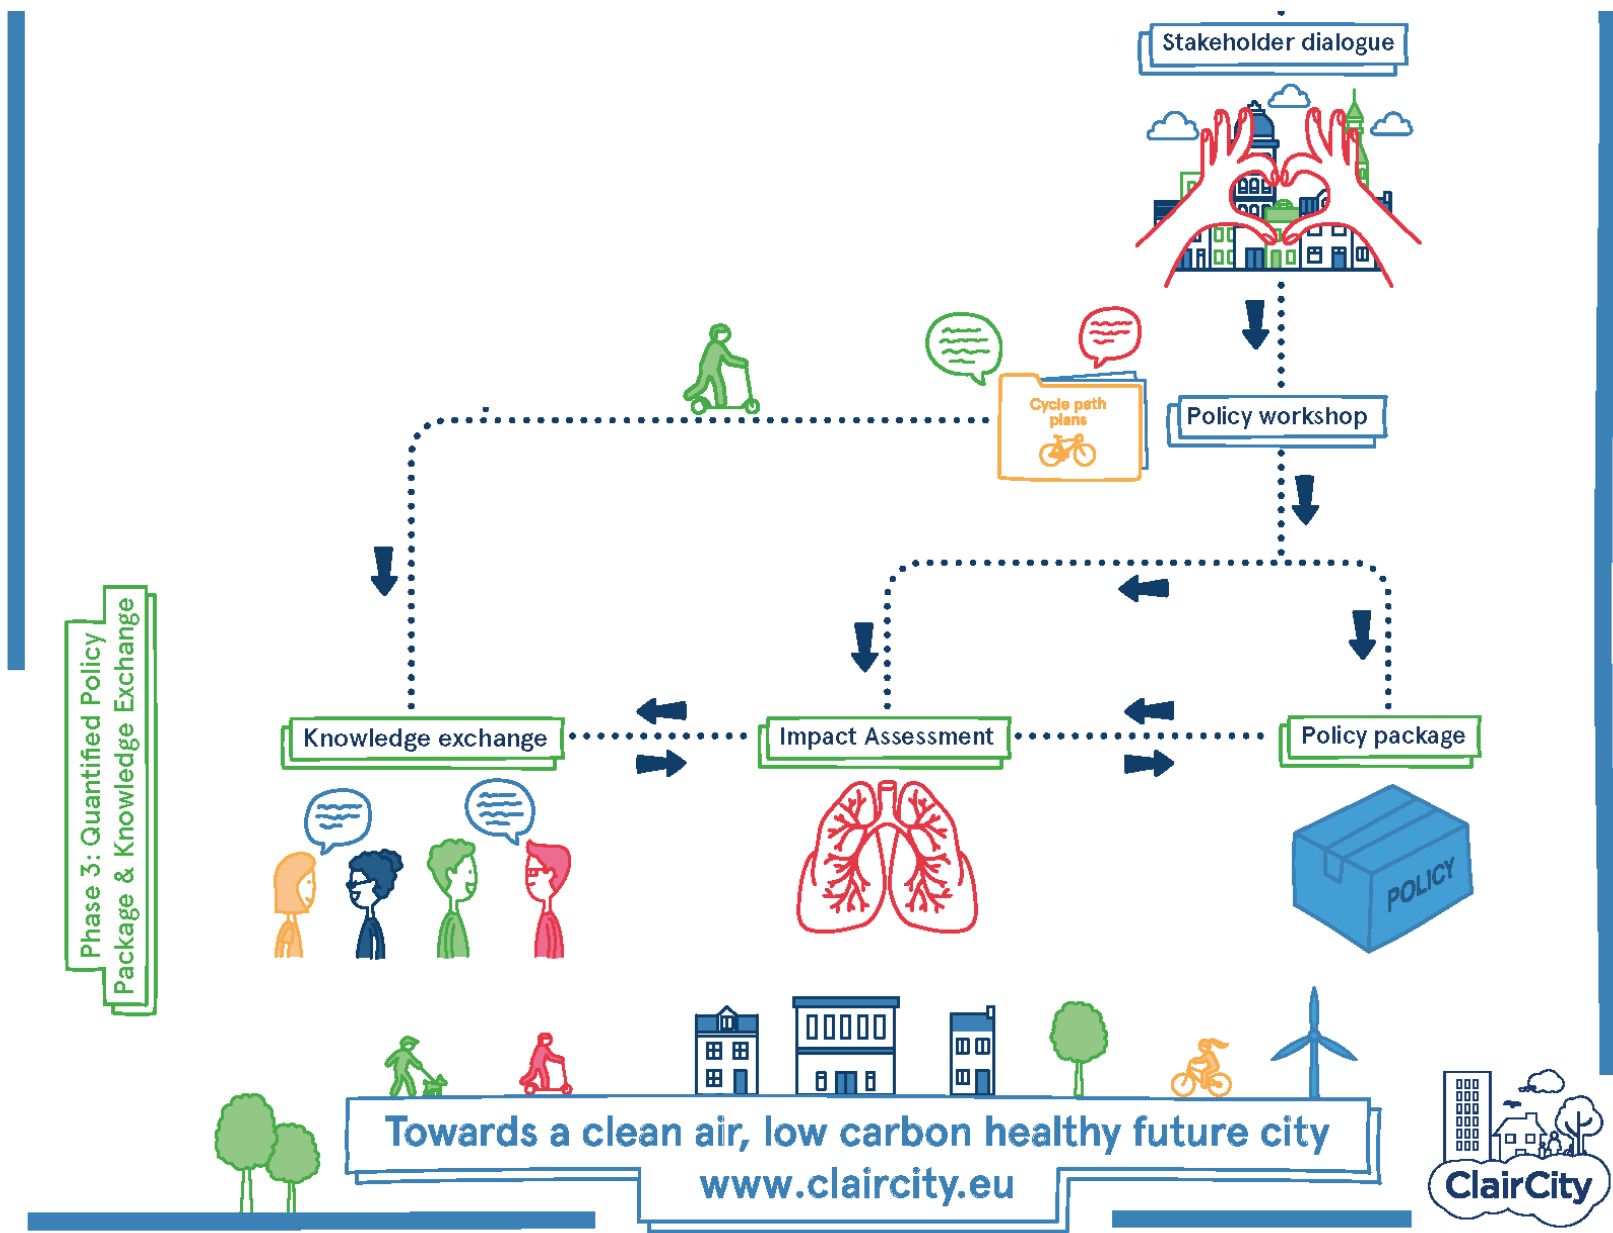 Stakeholder dialogue
Cycle path
plans
Policy workshop
Phase 3: Quantified Policy
Package & Knowledge Exchange
Knowledge exchange
Impact Assessment
Policy package
POLICY
Towards a clean air, low carbon healthy future city
www.claircity.eu
ClairCity